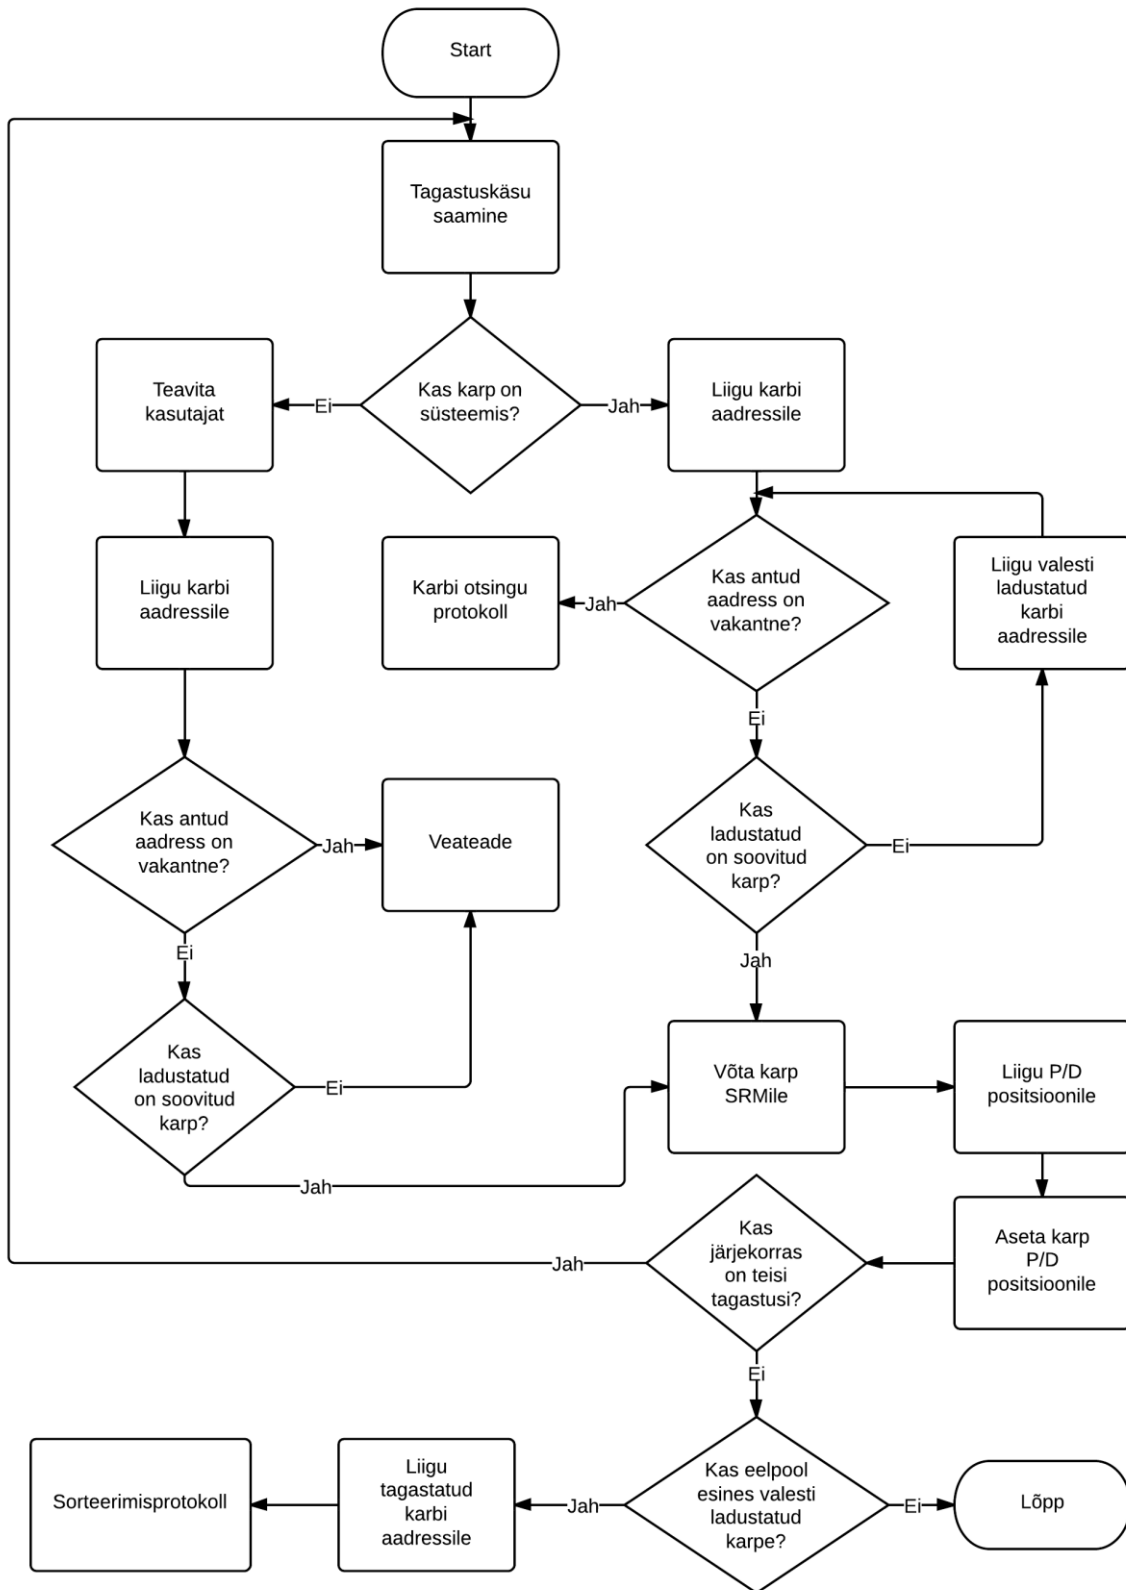 Start
Tagastuskäsu
saamine
Teavita
kasutajat
Ei
Kas karp on
süsteemis?
Jah
Liigu karbi
aadressile
Liigu karbi
aadressile
Karbi otsingu
protokoll
Jah
Kas antud
aadress on
vakantne?
Liigu valesti
ladustatud
karbi
aadressile
Ei
Kas antud
aadress on
vakantne?
Jah
Veateade
Kas
ladustatud
on soovitud
karp?
Ei
Ei
Jah
Kas
ladustatud
on soovitud
karp?
Ei
Võta karp
SRMile
Liigu P/D
positsioonile
Jah
Kas
järjekorras
on teisi
tagastusi?
Aseta karp
P/D
positsioonile
Jah
Ei
Sorteerimisprotokoll
Liigu
tagastatud
karbi
aadressile
Jah
Kas eelpool
esines valesti
ladustatud
karpe?
Ei
Lõpp